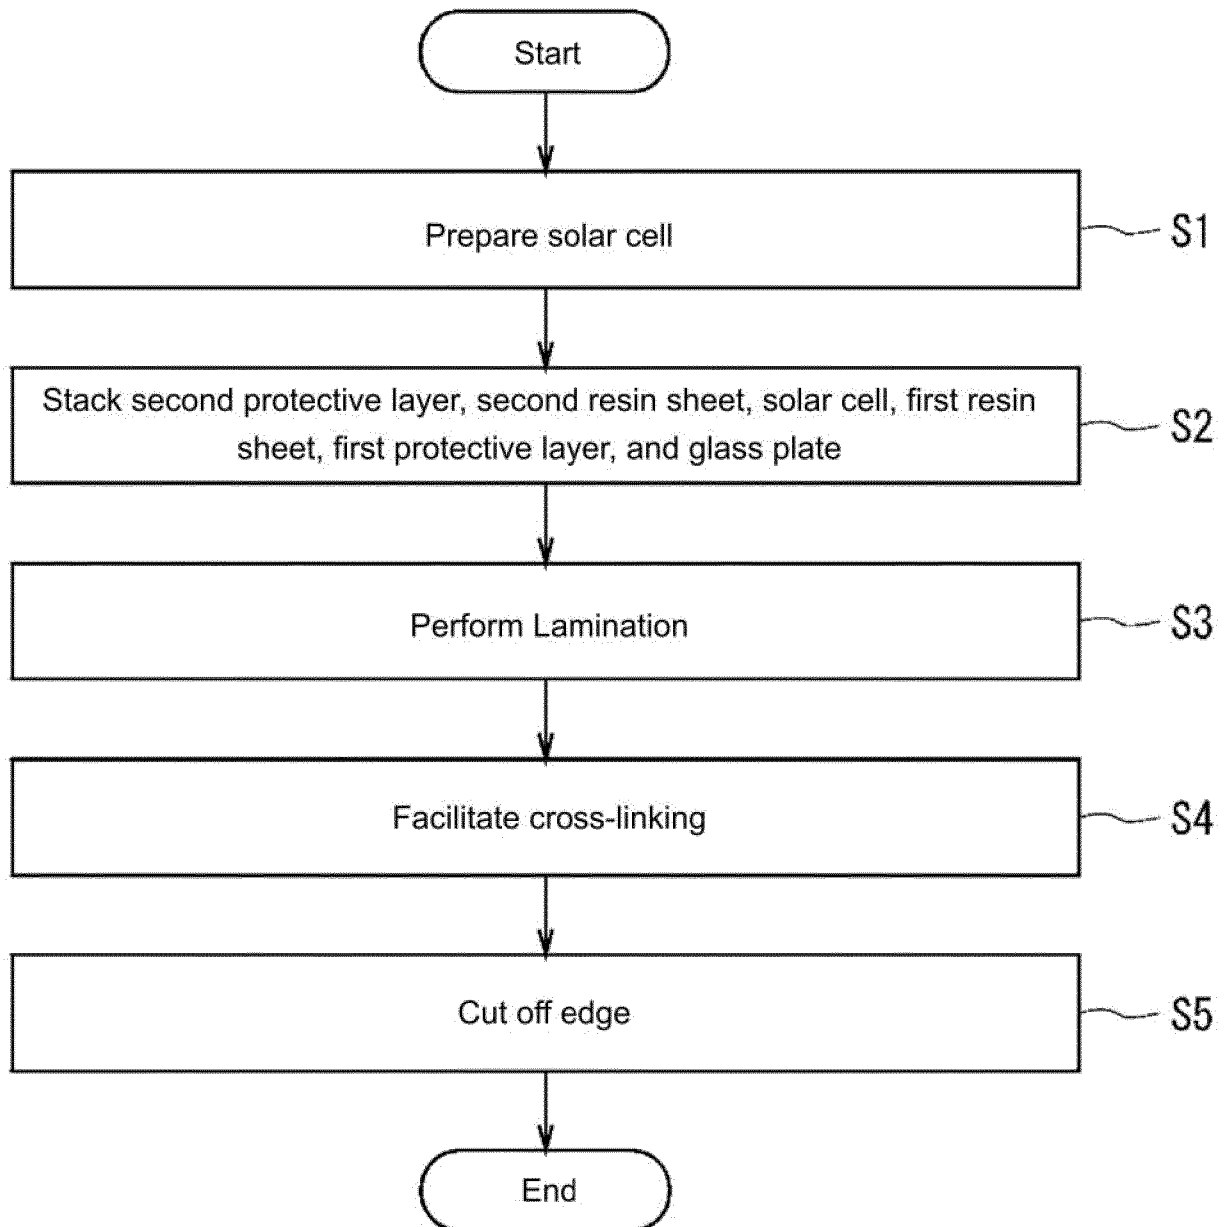 Start
Prepare solar cell
S1
Stack second protective layer, second resin sheet, solar cell, first resin
sheet, first protective layer, and glass plate
S2
Perform Lamination
S3
Facilitate cross-linking
S4
Cut off edge
S5
End